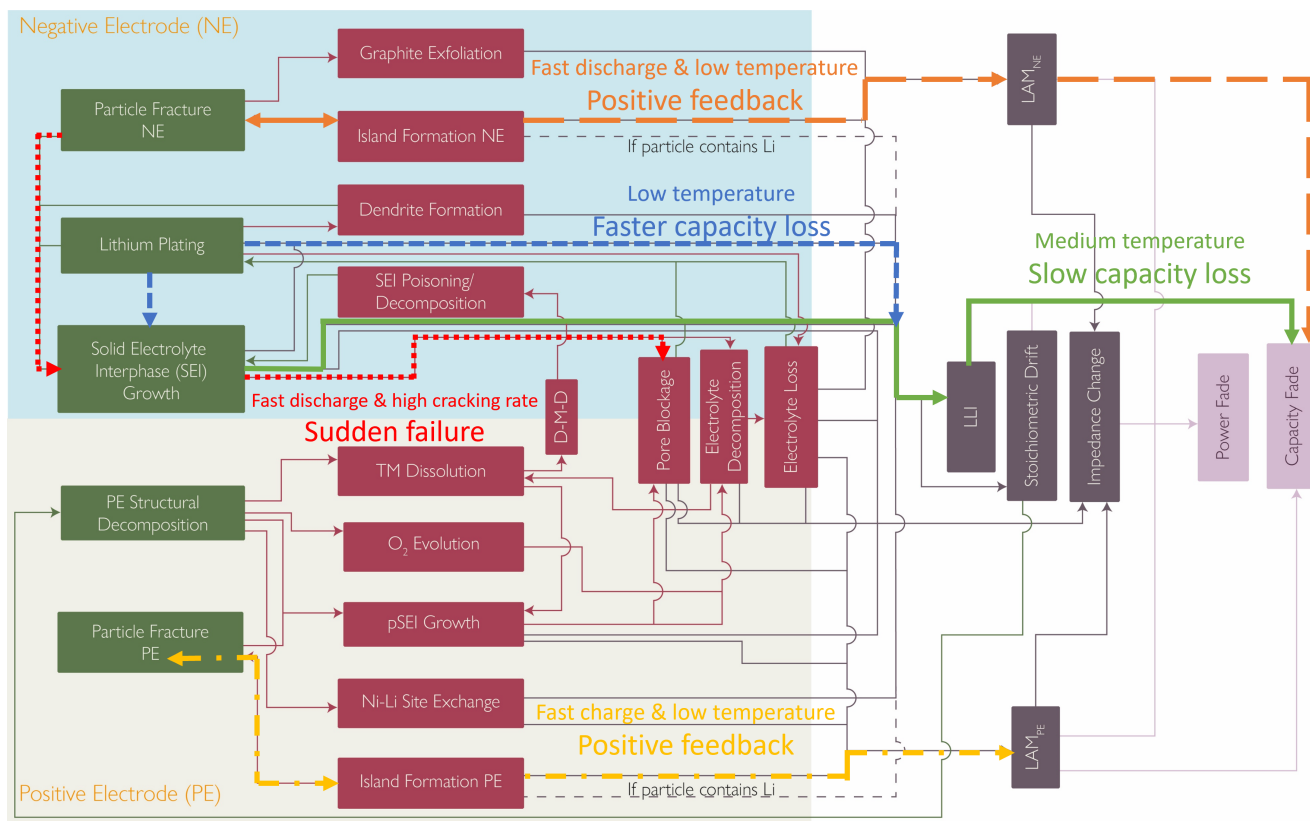 Negative Electrode (NE)
Graphite Exfoliation
Fast discharge & low temperature
Positive feedback
LAM_NE
Particle Fracture
NE
Island Formation NE
If particle contains Li
Dendrite Formation
Low temperature
Faster capacity loss
Lithium Plating
Medium temperature
Slow capacity loss
SEI Poisoning/
Decomposition
Solid Electrolyte
Interphase (SEI)
Growth
Fast discharge & high cracking rate
Sudden failure
D-M-D
Pore Blockage
Electrolyte
Decomposition
Electrolyte Loss
LLI
Stoichiometric Drift
Impedance Change
Power Fade
Capacity Fade
TM Dissolution
PE Structural
Decomposition
O₂ Evolution
pSEI Growth
Particle Fracture
PE
Ni-Li Site Exchange
Fast charge & low temperature
Positive feedback
LAM_PE
Island Formation PE
If particle contains Li
Positive Electrode (PE)